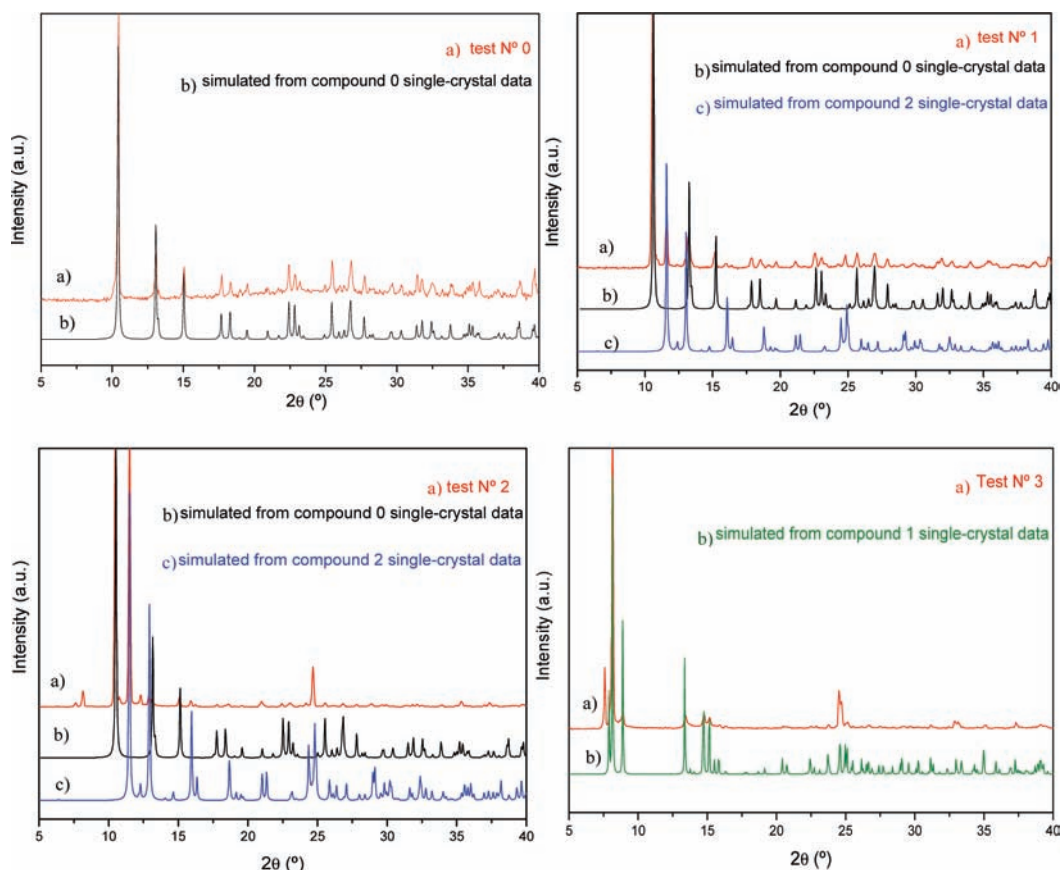 a) test Nº 0
b) simulated from compound 0 single-crystal data
Intensity (a.u.)
a)
b)
5 10 15 20 25 30 35 40
2θ (º)
a) test Nº 1
b) simulated from compound 0 single-crystal data
c) simulated from compound 2 single-crystal data
Intensity (a.u.)
a)
b)
c)
5 10 15 20 25 30 35 40
2θ (º)
a) test Nº 2
b) simulated from compound 0 single-crystal data
c) simulated from compound 2 single-crystal data
Intensity (a.u.)
a)
b)
c)
5 10 15 20 25 30 35 40
2θ (º)
a) Test Nº 3
b) simulated from compound 1 single-crystal data
Intensity (a.u.)
a)
b)
5 10 15 20 25 30 35 40
2θ (º)